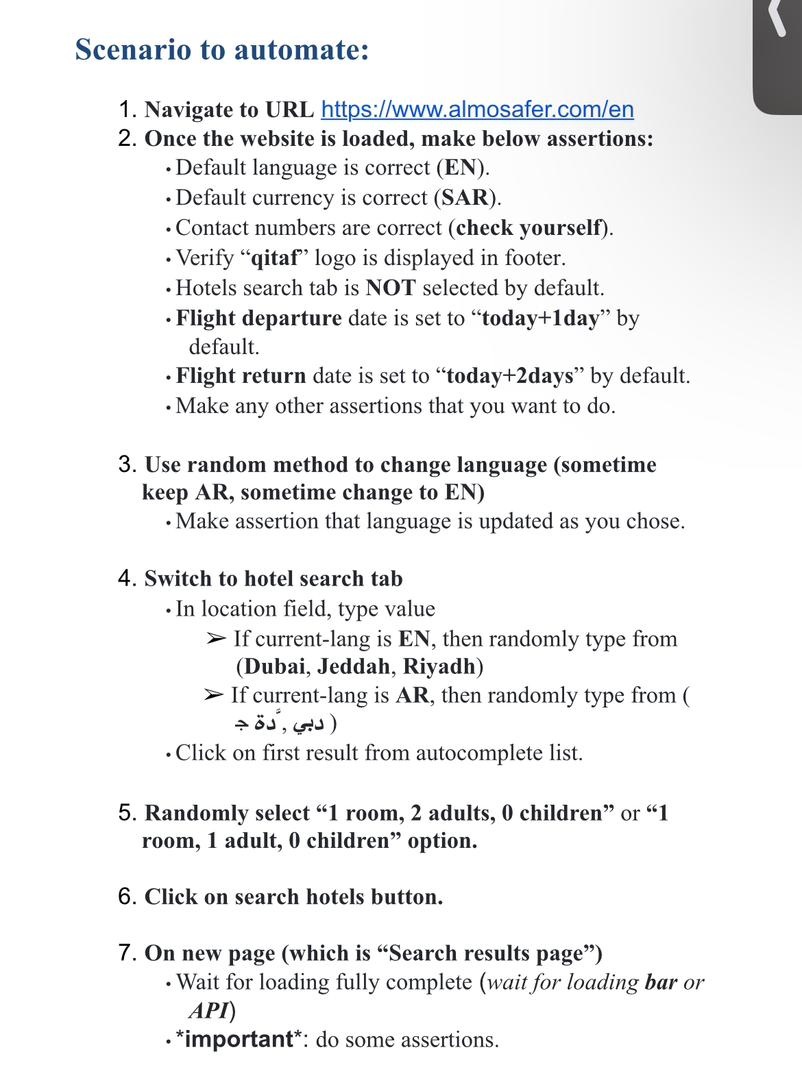 Scenario to automate:
1. Navigate to URL https://www.almosafer.com/en
2. Once the website is loaded, make below assertions:
• Default language is correct (EN).
• Default currency is correct (SAR).
• Contact numbers are correct (check yourself).
• Verify “qitaf” logo is displayed in footer.
• Hotels search tab is NOT selected by default.
• Flight departure date is set to “today+1day” by
default.
• Flight return date is set to “today+2days” by default.
• Make any other assertions that you want to do.
3. Use random method to change language (sometime
keep AR, sometime change to EN)
• Make assertion that language is updated as you chose.
4. Switch to hotel search tab
• In location field, type value
➢ If current-lang is EN, then randomly type from
(Dubai, Jeddah, Riyadh)
➢ If current-lang is AR, then randomly type from (
دبي , ّدة ج )
• Click on first result from autocomplete list.
5. Randomly select “1 room, 2 adults, 0 children” or “1
room, 1 adult, 0 children” option.
6. Click on search hotels button.
7. On new page (which is “Search results page”)
• Wait for loading fully complete (wait for loading bar or
API)
• *important*: do some assertions.